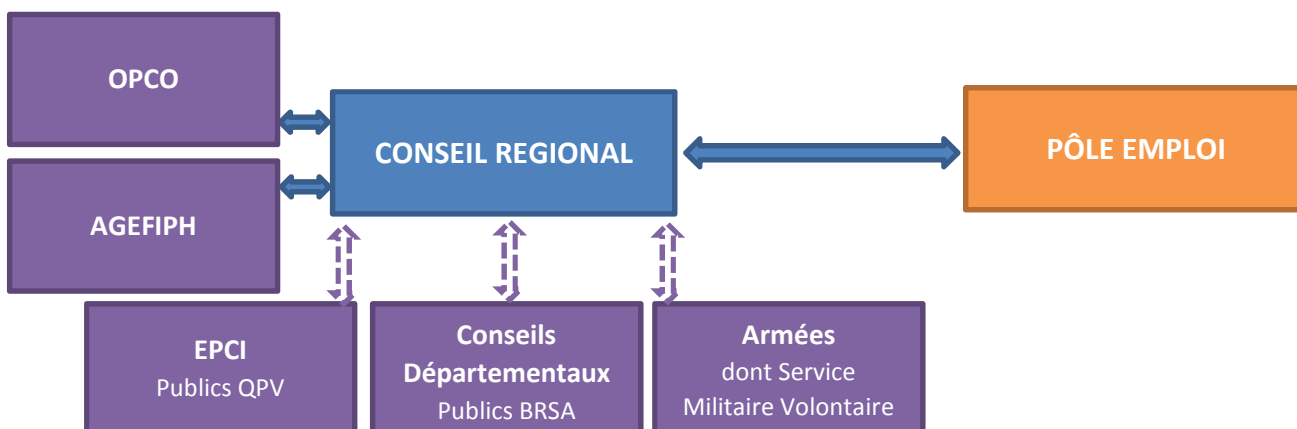 OPCO
CONSEIL REGIONAL
PÔLE EMPLOI
AGEFIPH
EPCI
Publics QPV
Conseils
Départementaux
Publics BRSA
Armées
dont Service
Militaire Volontaire